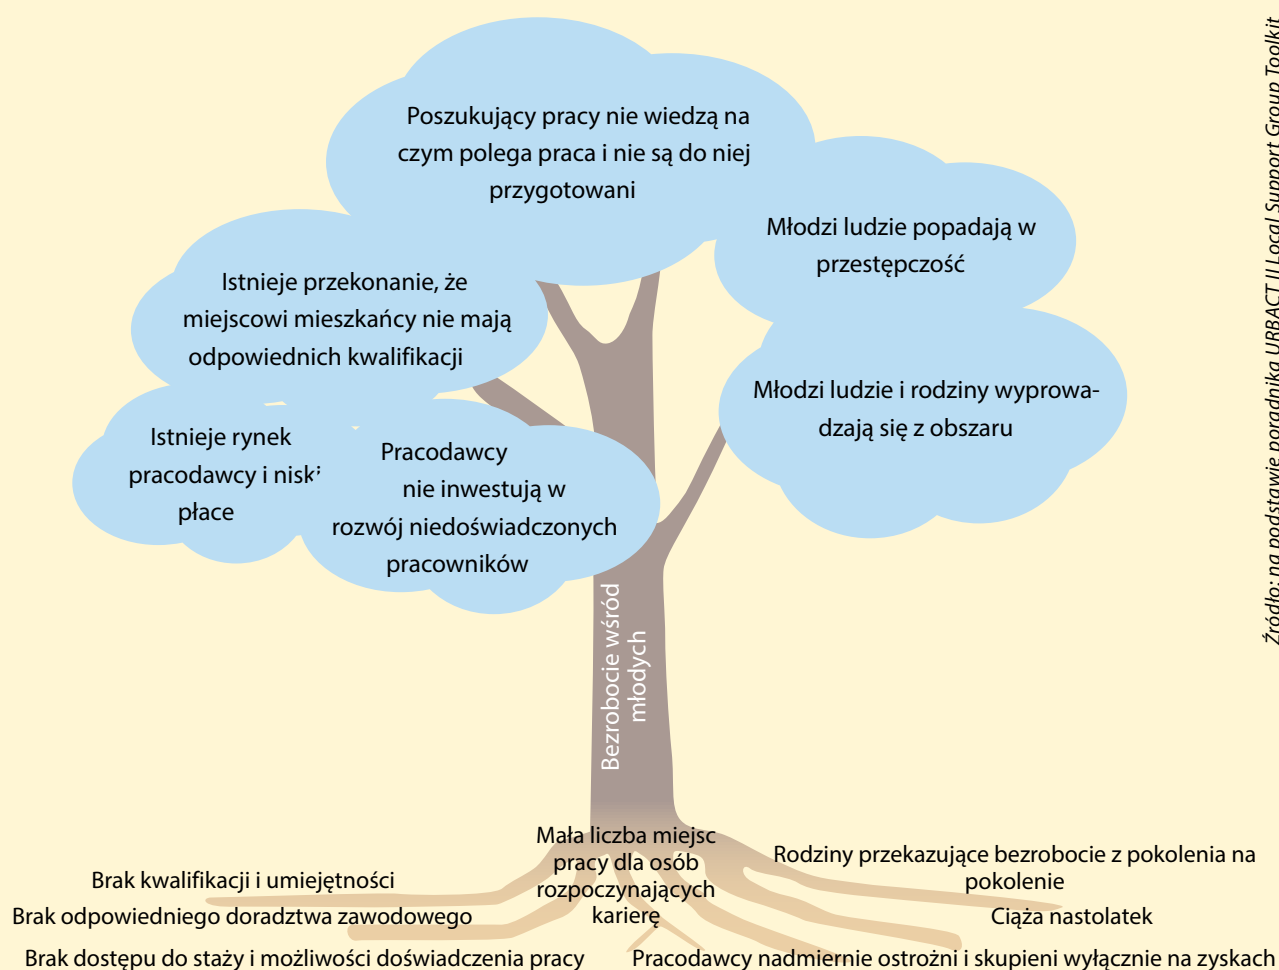 Poszukujący pracy nie wiedzą na
czym polega praca i nie są do niej
przygotowani
Młodzi ludzie popadają w
przestępczość
Istnieje przekonanie, że
miejscowi mieszkańcy nie mają
odpowiednich kwalifikacji
Młodzi ludzie i rodziny wyprowa-
dzają się z obszaru
Istnieje rynek
pracodawcy i
płace
Pracodawcy
nie inwestują w
rozwój niedoświadczonych
pracowników
Bezrobocie wśród
młodych
Mała liczba miejsc
pracy dla osób
rozpoczynających
karierę
Rodziny przekazujące bezrobocie z pokolenia na
pokolenie
Brak kwalifikacji i umiejętności
Brak odpowiedniego doradztwa zawodowego
Ciąża nastolatek
Brak dostępu do staży i możliwości doświadczenia pracy
Pracodawcy nadmiernie ostrożni i skupieni wyłącznie na zyskach
Źródło: na podstawie poradnika URBACT II Local Support Group Toolkit